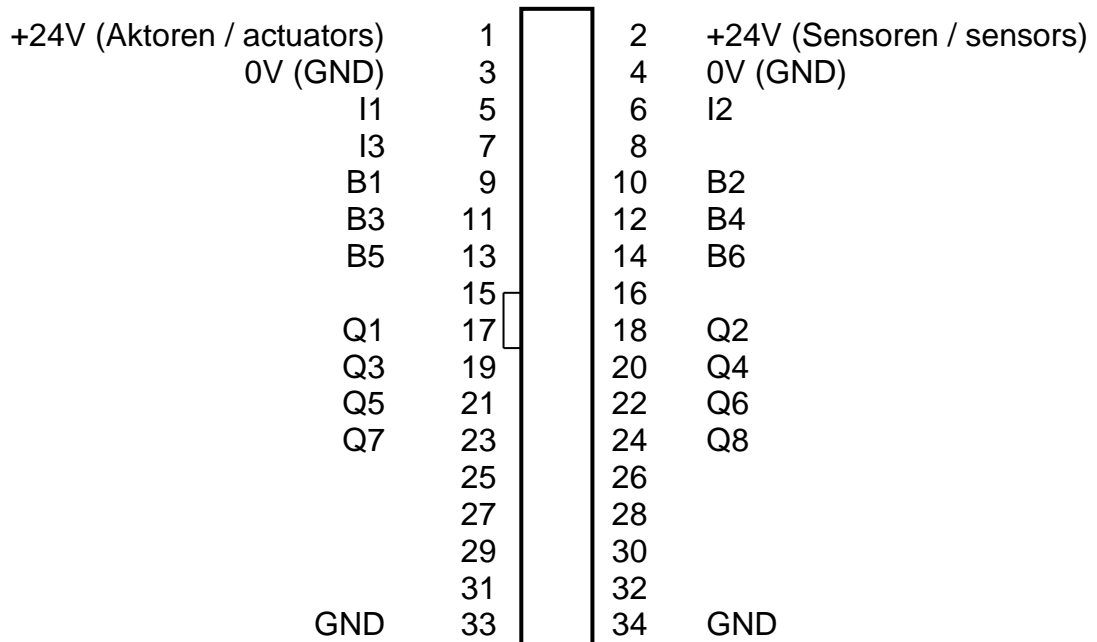 +24V (Aktoren / actuators) 1 2 +24V (Sensoren / sensors)
0V (GND) 3 4 0V (GND)
I1 5 6 I2
I3 7 8
B1 9 10 B2
B3 11 12 B4
B5 13 14 B6
15 16
Q1 17 18 Q2
Q3 19 20 Q4
Q5 21 22 Q6
Q7 23 24 Q8
25 26
27 28
29 30
31 32
GND 33 34 GND